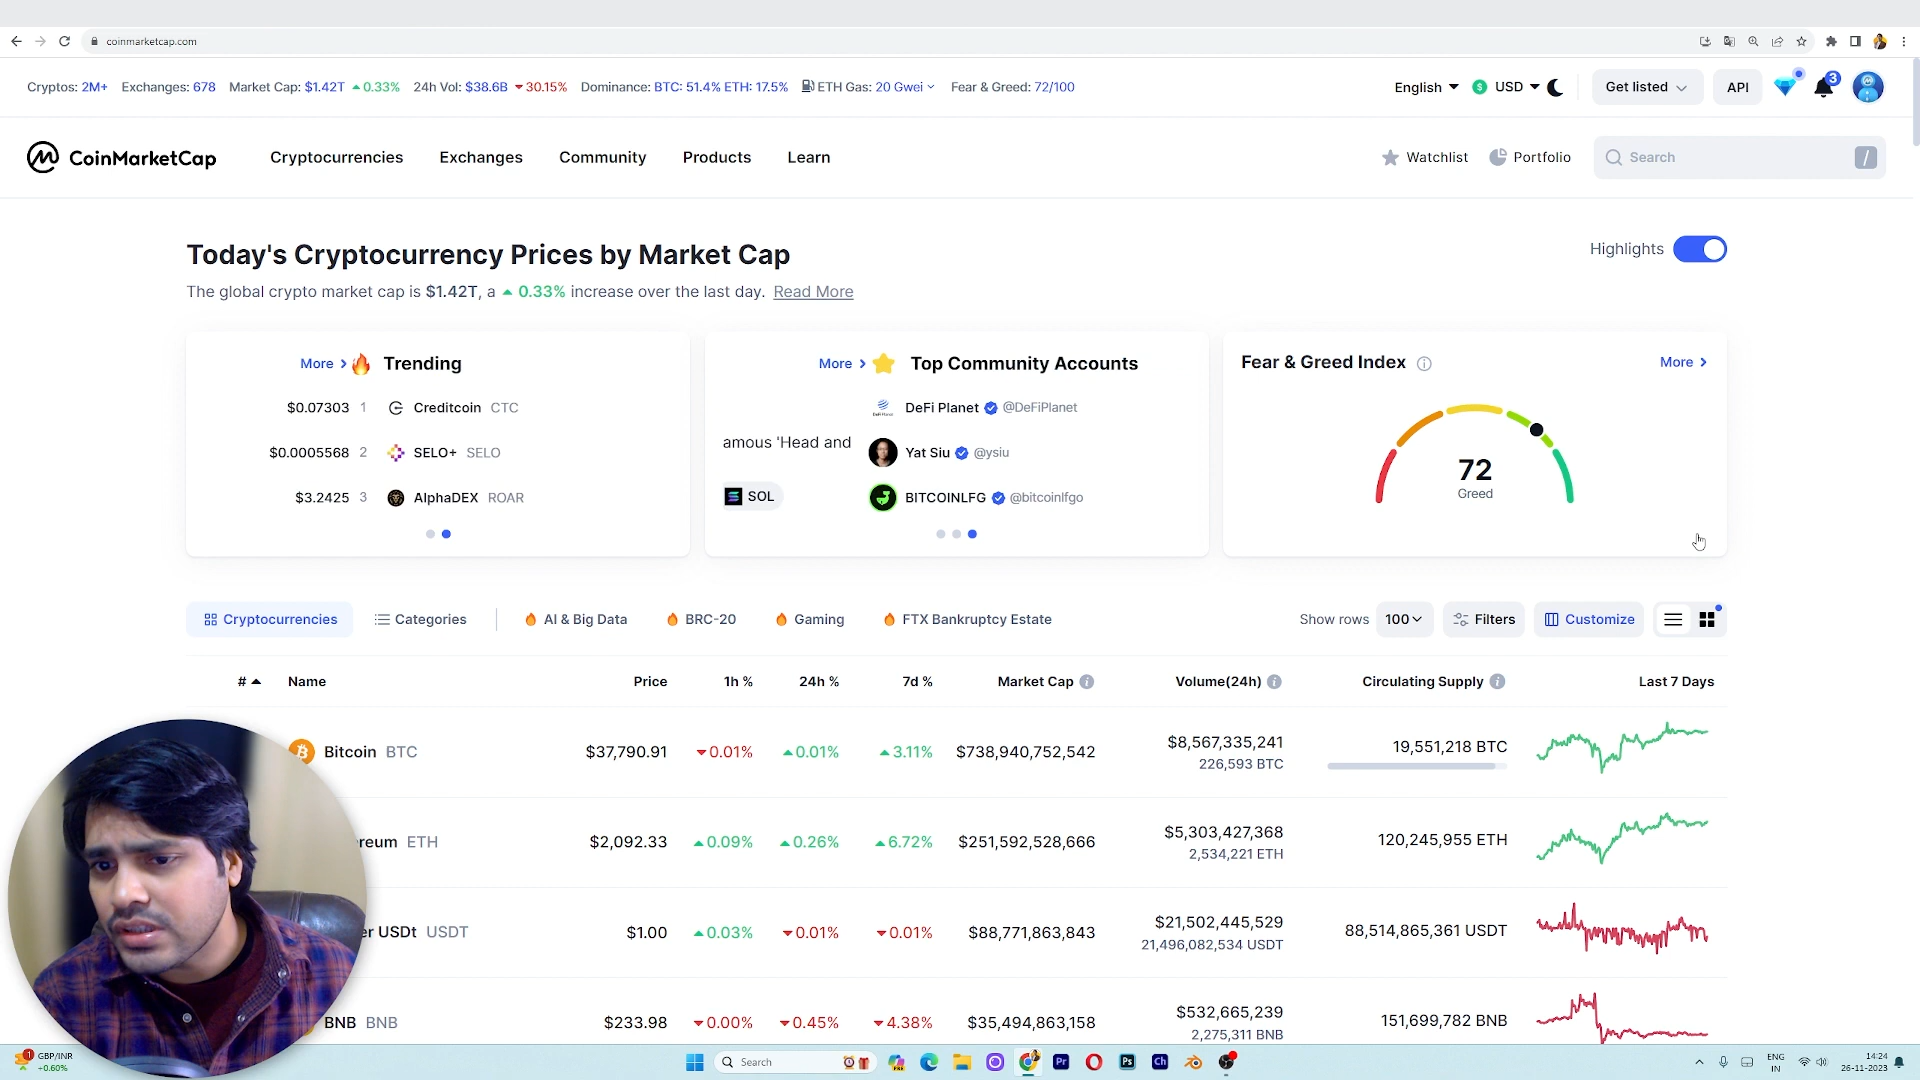 coinmarketcap.com
Cryptos: 2M+ Exchanges: 678 Market Cap: $1.42T 0.33% 24h Vol: $38.6B 30.15% Dominance: BTC: 51.4% ETH: 17.5% ETH Gas: 20 Gwei Fear & Greed: 72/100
English USD Get listed API 3
CoinMarketCap Cryptocurrencies Exchanges Community Products Learn Watchlist Portfolio Search /
Today's Cryptocurrency Prices by Market Cap
Highlights
The global crypto market cap is $1.42T, a 0.33% increase over the last day. Read More
More Trending
$0.07303 1 Creditcoin CTC
$0.0005568 2 SELO+ SELO
$3.2425 3 AlphaDEX ROAR
More Top Community Accounts
DeFi Planet @DeFiPlanet
amous 'Head and
Yat Siu @ysiu
SOL
BITCOINLFG @bitcoinlfgo
Fear & Greed Index More
72
Greed
Cryptocurrencies Categories AI & Big Data BRC-20 Gaming FTX Bankruptcy Estate Show rows 100 Filters Customize
# Name Price 1h % 24h % 7d % Market Cap Volume(24h) Circulating Supply Last 7 Days
Bitcoin BTC $37,790.91 0.01% 0.01% 3.11% $738,940,752,542 $8,567,335,241 19,551,218 BTC
226,593 BTC
reum ETH $2,092.33 0.09% 0.26% 6.72% $251,592,528,666 $5,303,427,368 120,245,955 ETH
2,534,221 ETH
er USDt USDT $1.00 0.03% 0.01% 0.01% $88,771,863,843 $21,502,445,529 88,514,865,361 USDT
21,496,082,534 USDT
BNB BNB $233.98 0.00% 0.45% 4.38% $35,494,863,158 $532,665,239 151,699,782 BNB
2,275,311 BNB
1 GBP/INR
+0.60%
Search
Pr
Ps
Ch
ENG
IN
14:24
26-11-2023